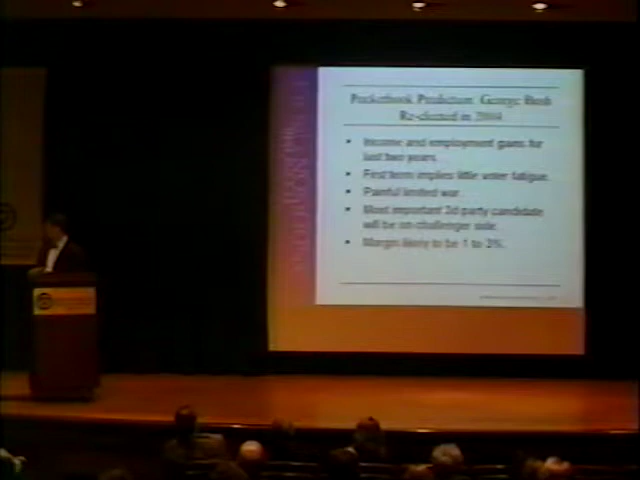 Pocketbook Prediction: George Bush
Re-elected in 2004
• Income and employment gains for
last two years.
• First term implies little voter fatigue.
• Painful limited war.
• Most important 3d party candidate
will be on challenger side.
• Margin likely to be 1 to 3%.